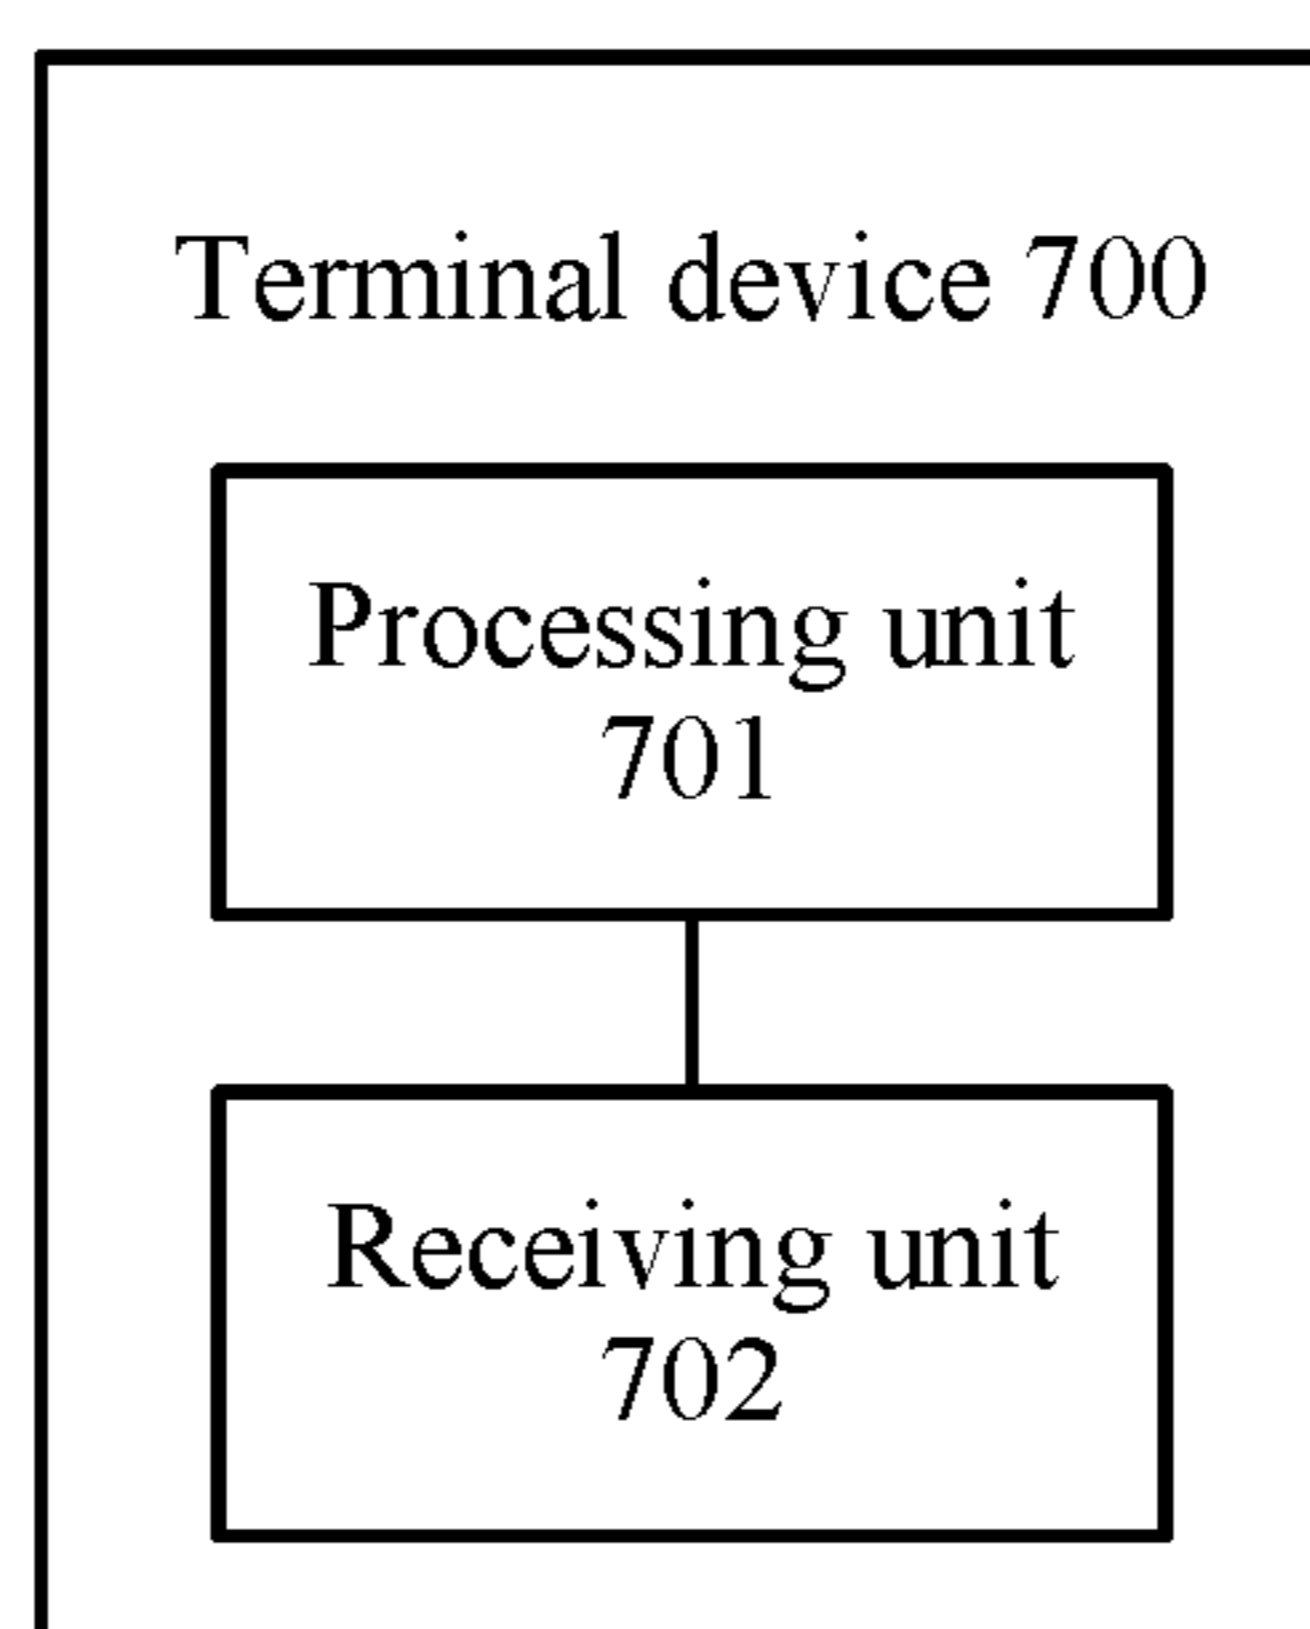 Terminal device 700
Processing unit
701
Receiving unit
702